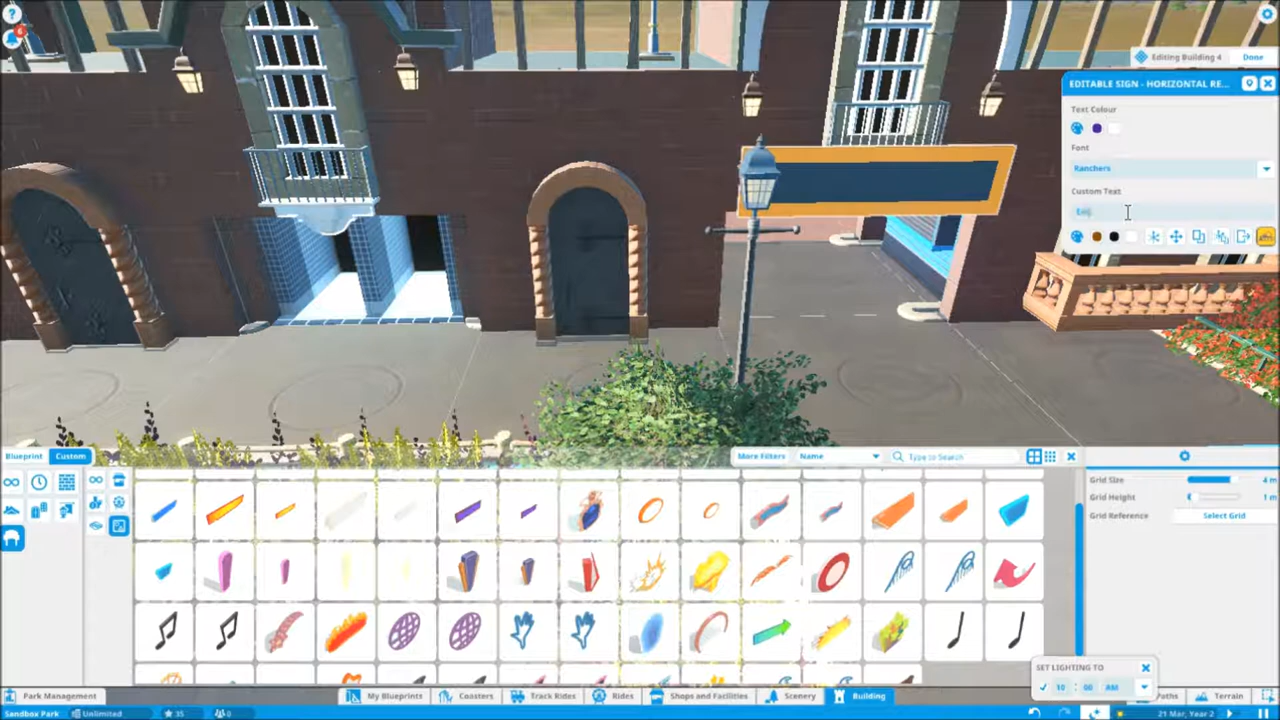 ?
6
Editing Building 4 Done
EDITABLE SIGN - HORIZONTAL RE...
Text Colour
Font
Ranchers
Custom Text
Blueprint Custom
More Filters Name Type to Search
Grid Size 4 m
Grid Height 1 m
Grid Reference Select Grid
SET LIGHTING TO
10 : 00 AM
Park Management My Blueprints Coasters Track Rides Rides Shops and Facilities Scenery Building Paths Terrain
Sandbox Park Unlimited 35 0 21 Mar, Year 2